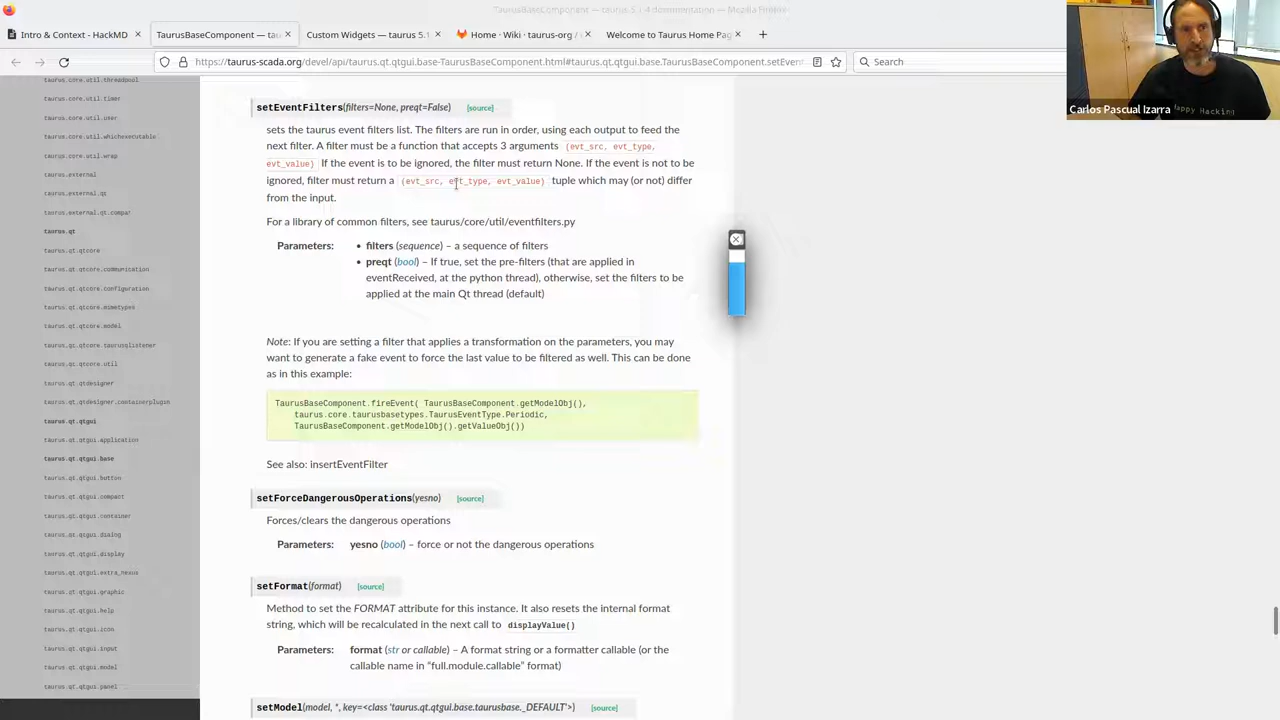 TaurusBaseComponent — taurus 5.1.4 documentation — Mozilla Firefox
Intro & Context - HackMD
TaurusBaseComponent — tau
Custom Widgets — taurus 5.1.
Home · Wiki · taurus-org /
Welcome to Taurus Home Pag
https://taurus-scada.org/devel/api/taurus.qt.qtgui.base-TaurusBaseComponent.html#taurus.qt.qtgui.base.TaurusBaseComponent.setEven
Search
taurus.core.util.threadpool
taurus.core.util.timer
taurus.core.util.user
taurus.core.util.whichexecutable
taurus.core.util.wrap
taurus.external
taurus.external.qt
taurus.external.qt.compat
taurus.qt
taurus.qt.qtcore
taurus.qt.qtcore.communication
taurus.qt.qtcore.configuration
taurus.qt.qtcore.mimetypes
taurus.qt.qtcore.model
taurus.qt.qtcore.tauruqslistener
taurus.qt.qtcore.util
taurus.qt.qtdesigner
taurus.qt.qtdesigner.containerplugin
taurus.qt.qtgui
taurus.qt.qtgui.application
taurus.qt.qtgui.base
taurus.qt.qtgui.button
taurus.qt.qtgui.compact
taurus.qt.qtgui.container
taurus.qt.qtgui.dialog
taurus.qt.qtgui.display
taurus.qt.qtgui.extra_nexus
taurus.qt.qtgui.graphic
taurus.qt.qtgui.help
taurus.qt.qtgui.icon
taurus.qt.qtgui.input
taurus.qt.qtgui.model
taurus.qt.qtgui.panel
setEventFilters(filters=None, preqt=False) [source]
sets the taurus event filters list. The filters are run in order, using each output to feed the
next filter. A filter must be a function that accepts 3 arguments (evt_src, evt_type,
evt_value) If the event is to be ignored, the filter must return None. If the event is not to be
ignored, filter must return a (evt_src, evt_type, evt_value) tuple which may (or not) differ
from the input.
For a library of common filters, see taurus/core/util/eventfilters.py
Parameters: • filters (sequence) – a sequence of filters
• preqt (bool) – If true, set the pre-filters (that are applied in
eventReceived, at the python thread), otherwise, set the filters to be
applied at the main Qt thread (default)
Note: If you are setting a filter that applies a transformation on the parameters, you may
want to generate a fake event to force the last value to be filtered as well. This can be done
as in this example:
TaurusBaseComponent.fireEvent( TaurusBaseComponent.getModelObj(),
taurus.core.taurusbasetypes.TaurusEventType.Periodic,
TaurusBaseComponent.getModelObj().getValueObj())
See also: insertEventFilter
setForceDangerousOperations(yesno) [source]
Forces/clears the dangerous operations
Parameters: yesno (bool) – force or not the dangerous operations
setFormat(format) [source]
Method to set the FORMAT attribute for this instance. It also resets the internal format
string, which will be recalculated in the next call to displayValue()
Parameters: format (str or callable) – A format string or a formatter callable (or the
callable name in “full.module.callable” format)
setModel(model, *, key=<class 'taurus.qt.qtgui.base.taurusbase._DEFAULT'>) [source]
Carlos Pascual Izarra
Happy Hacking